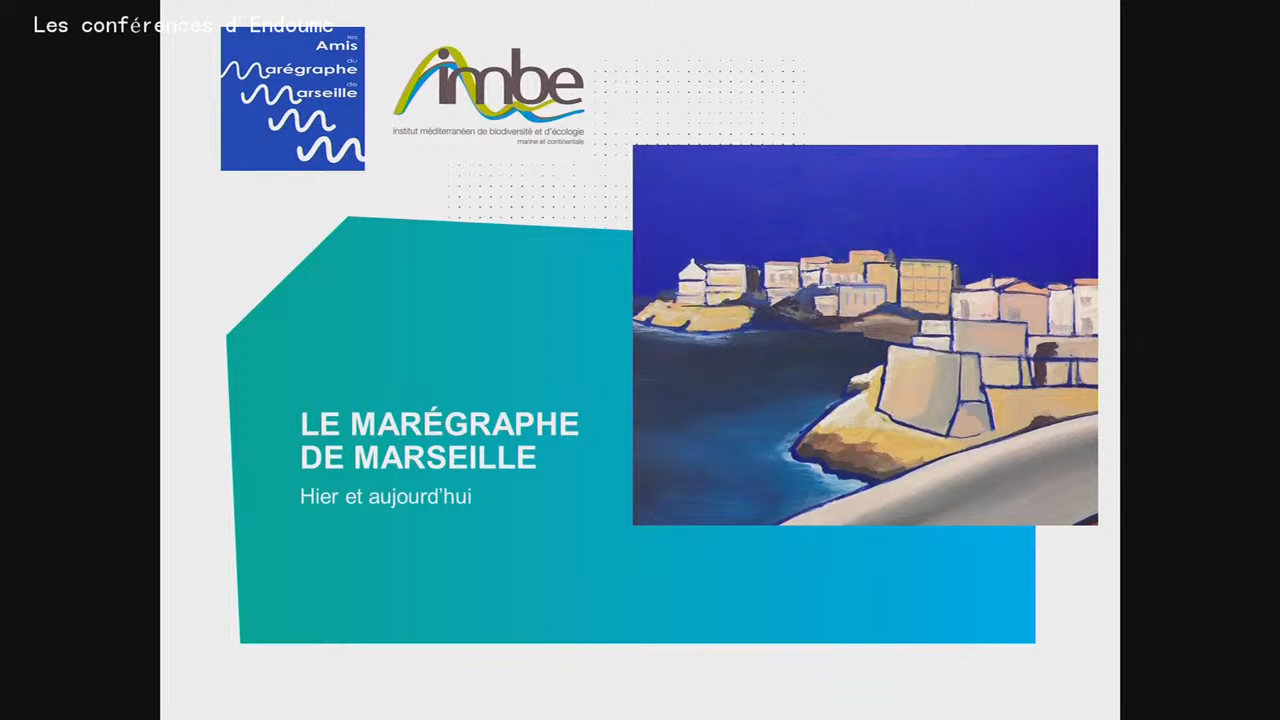 Les conférences d'Endoume
les
Amis
du
Marégraphe
de
Marseille
imbe
institut méditerranéen de biodiversité et d'écologie
marine et continentale
LE MARÉGRAPHE
DE MARSEILLE
Hier et aujourd'hui